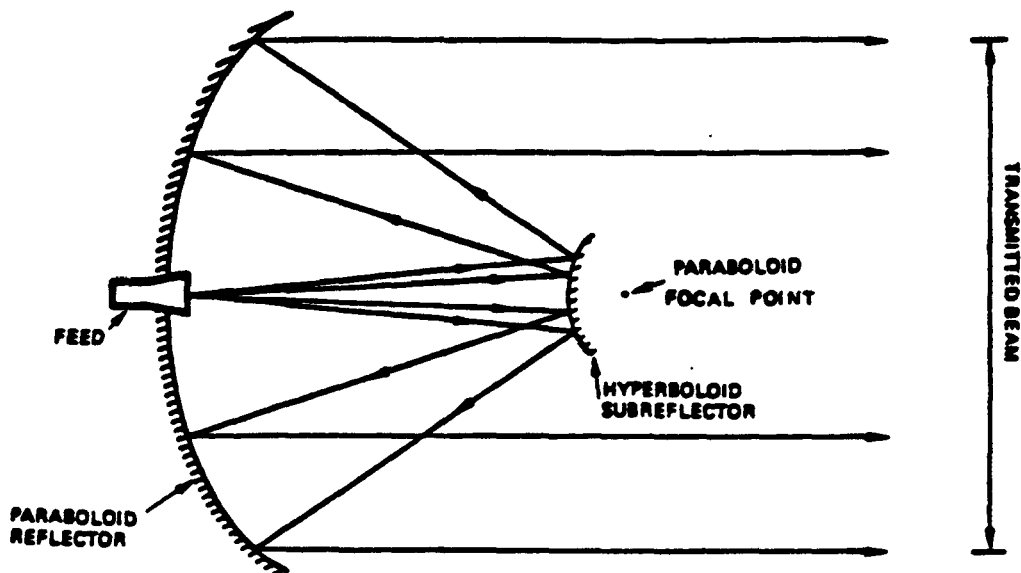 TRANSMITTED BEAM
PARABOLOID
FOCAL POINT
FEED
HYPERBOLOID
SUBREFLECTOR
PARABOLOID
REFLECTOR